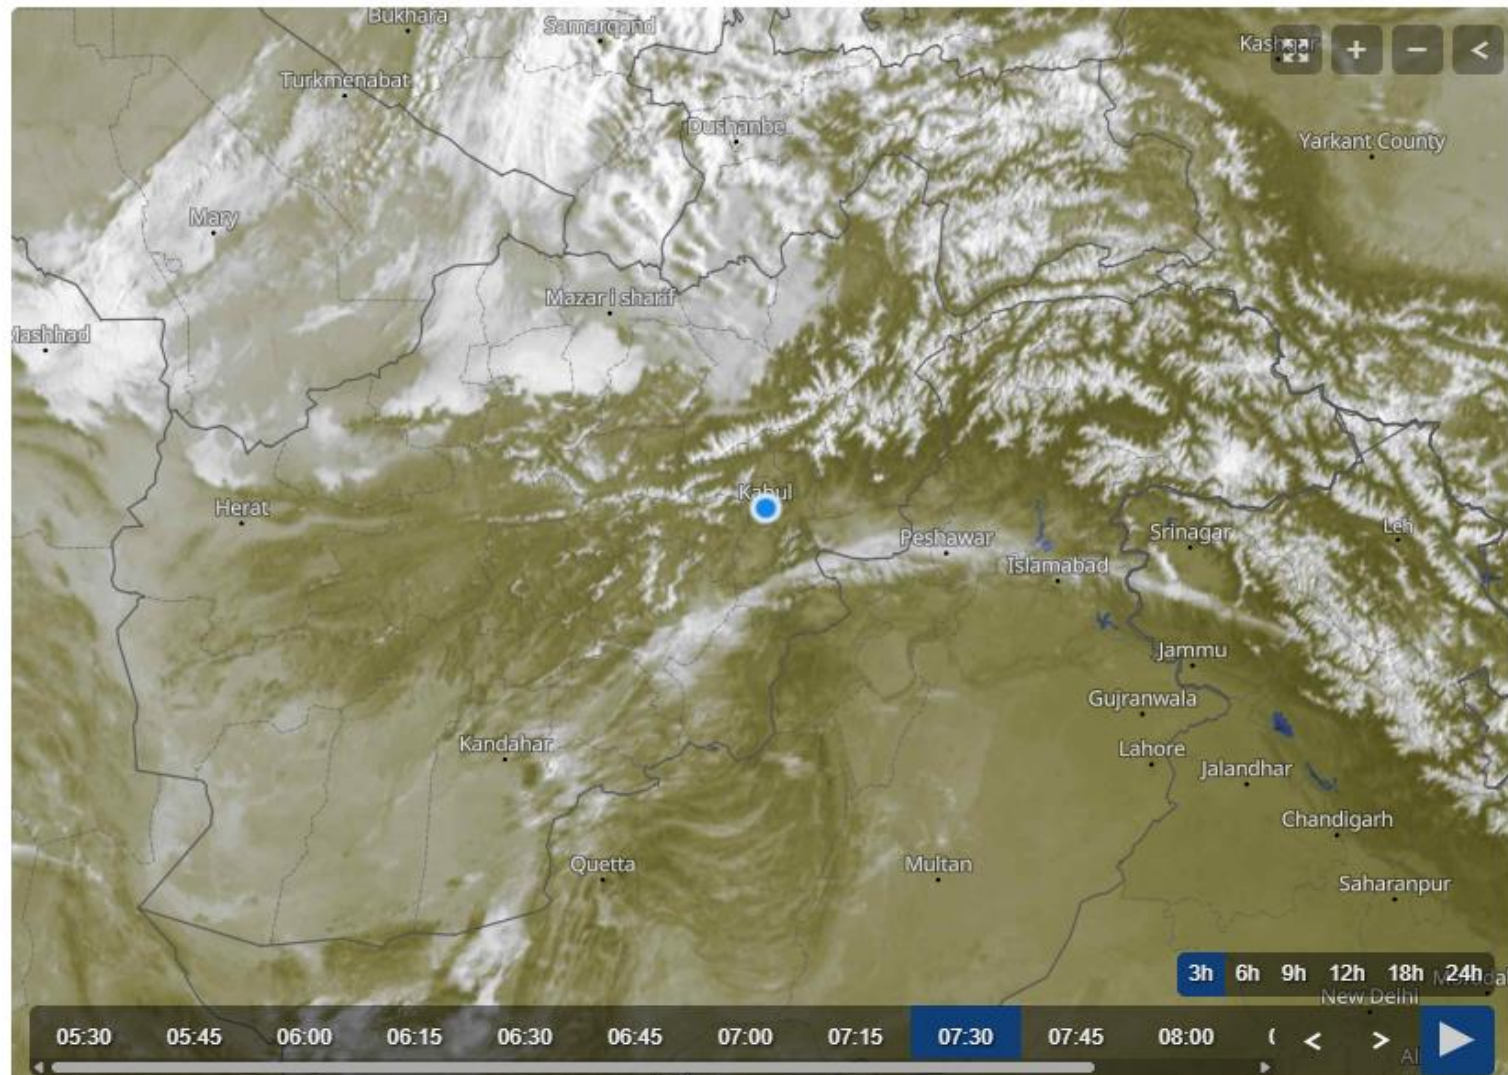 Bukhara
Samarqand
Turkmenabat
Dushanbe
Yarkant County
Mary
Mazar i sharif
Mashhad
Kabul
Herat
Peshawar
Srinagar
Leh
Islamabad
Jammu
Gujranwala
Kandahar
Lahore
Jalandhar
Chandigarh
Quetta
Multan
Saharanpur
3h 6h 9h 12h 18h 24h
New Delhi
05:30 05:45 06:00 06:15 06:30 06:45 07:00 07:15 07:30 07:45 08:00